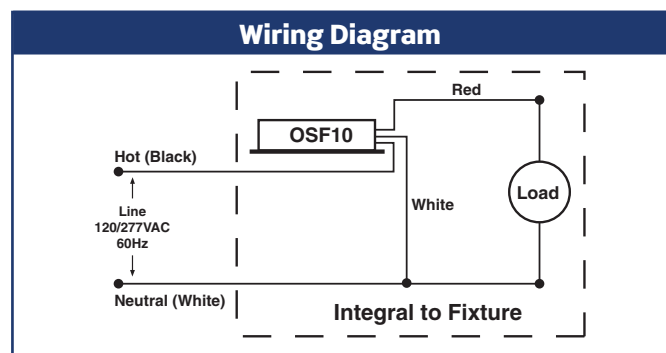 Wiring Diagram
Red
OSF10
Hot (Black)
Load
White
Line
120/277VAC
60Hz
Neutral (White)
Integral to Fixture